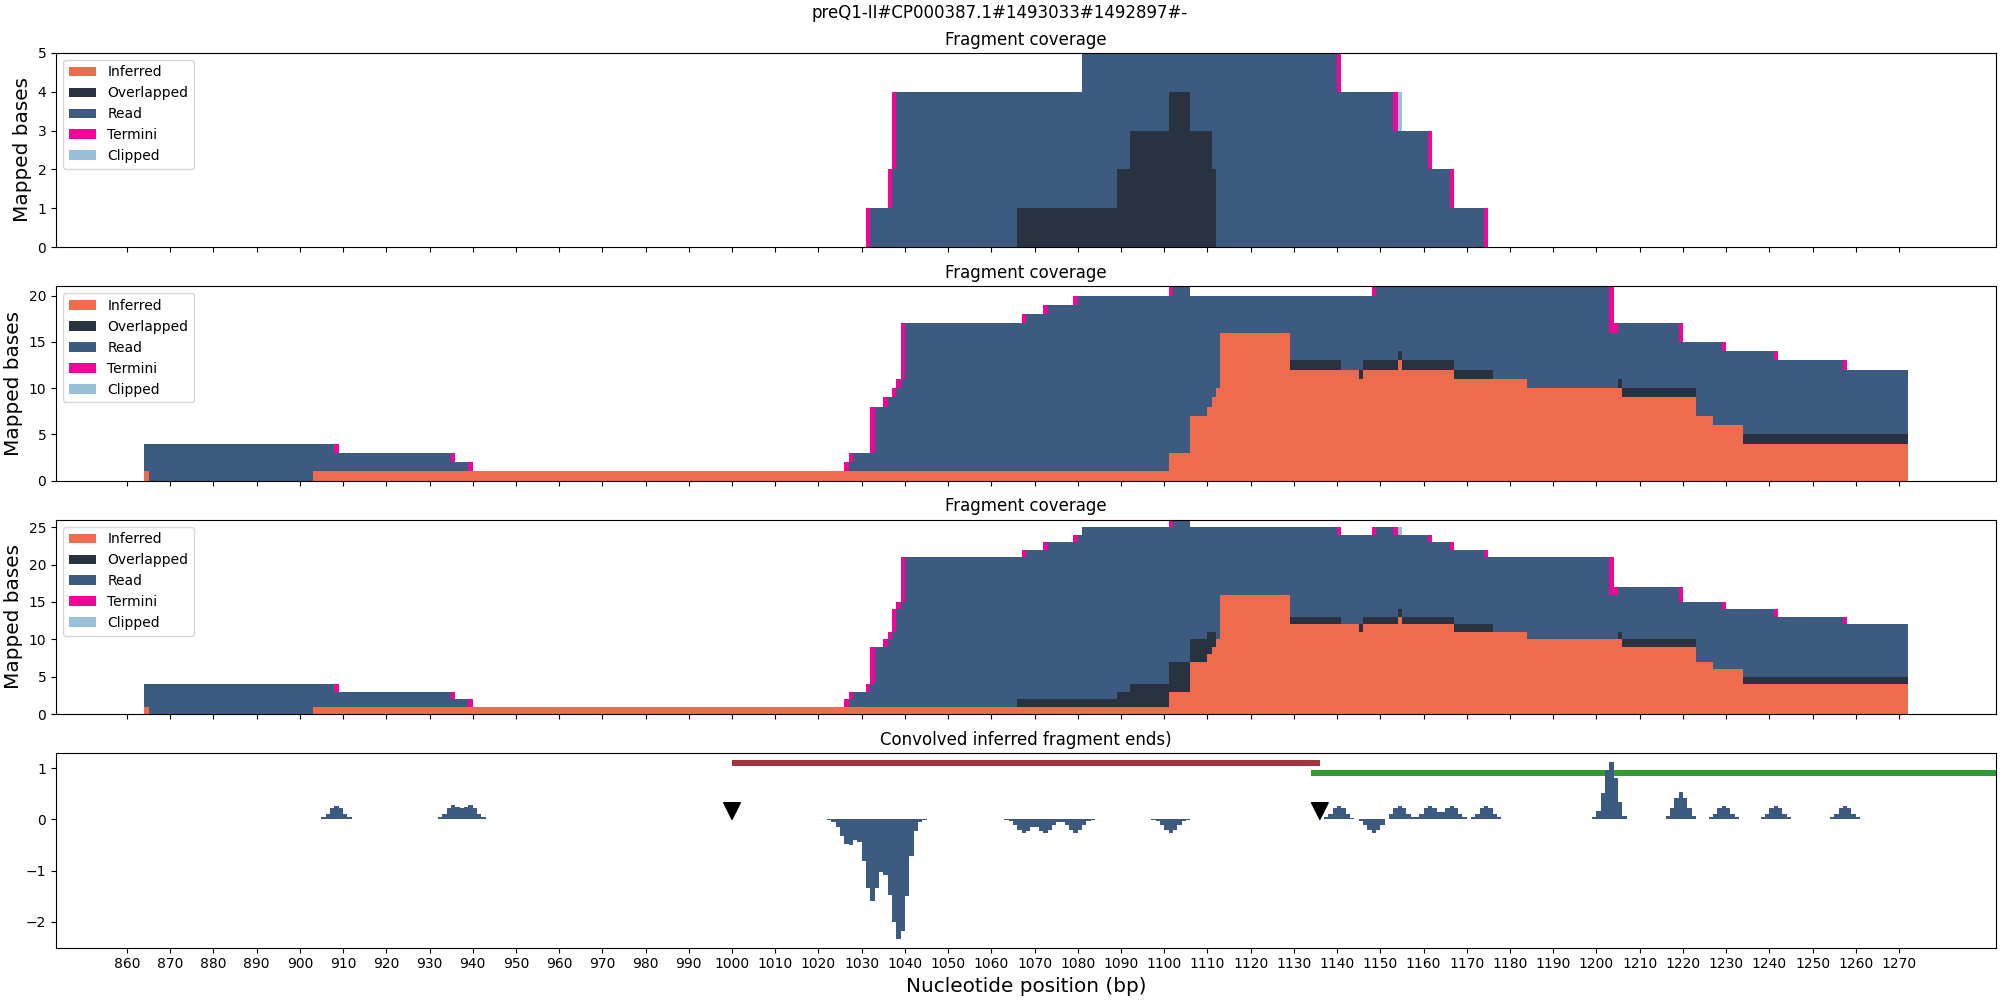 preQ1-II#CP000387.1#1493033#1492897#-
Fragment coverage
Mapped bases
5
4
3
2
1
0
Inferred
Overlapped
Read
Termini
Clipped
Fragment coverage
Mapped bases
20
15
10
5
0
Inferred
Overlapped
Read
Termini
Clipped
Fragment coverage
Mapped bases
25
20
15
10
5
0
Inferred
Overlapped
Read
Termini
Clipped
Convolved inferred fragment ends)
1
0
−1
−2
860 870 880 890 900 910 920 930 940 950 960 970 980 990 1000 1010 1020 1030 1040 1050 1060 1070 1080 1090 1100 1110 1120 1130 1140 1150 1160 1170 1180 1190 1200 1210 1220 1230 1240 1250 1260 1270
Nucleotide position (bp)